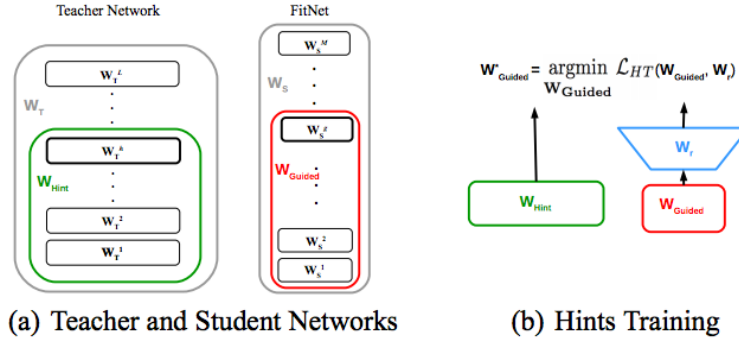 Teacher Network
W_T^L
W_T
W_T^h
W_Hint
W_T^2
W_T^1
FitNet
W_S^M
W_S
W_S^g
W_Guided
W_S^2
W_S^1
(a) Teacher and Student Networks
W*_Guided = argmin L_HT(W_Guided, W_r)
W_Guided
W_r
W_Hint
W_Guided
(b) Hints Training